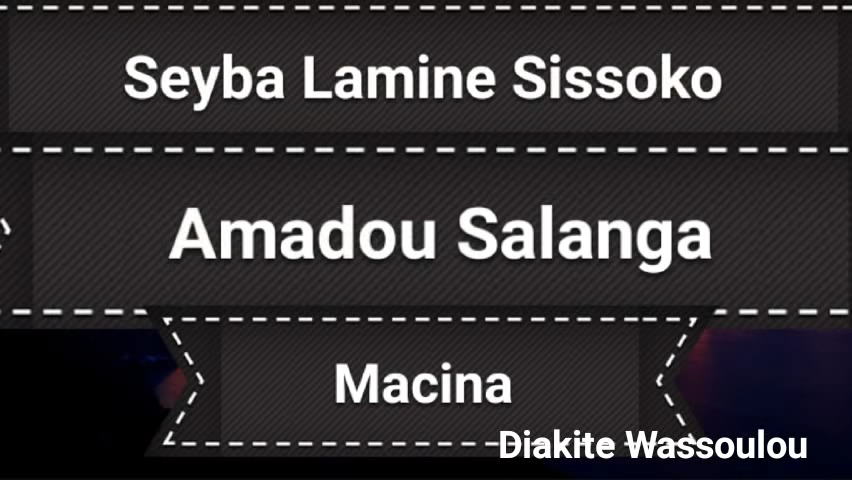 Seyba Lamine Sissoko
Amadou Salanga
Macina
Diakite Wassoulou